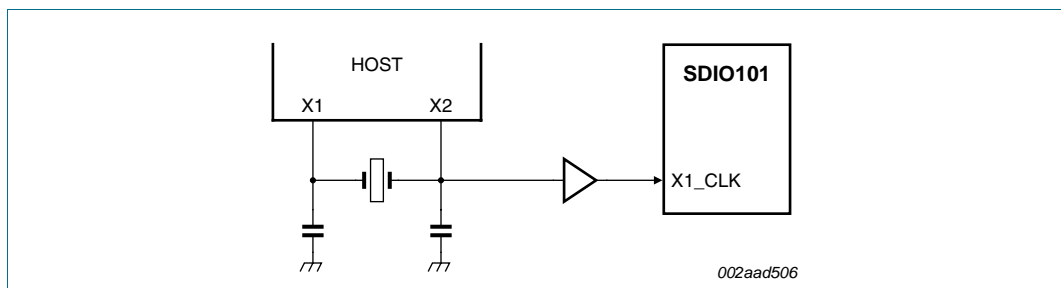 HOST
SDIO101
X1 X2
X1_CLK
002aad506